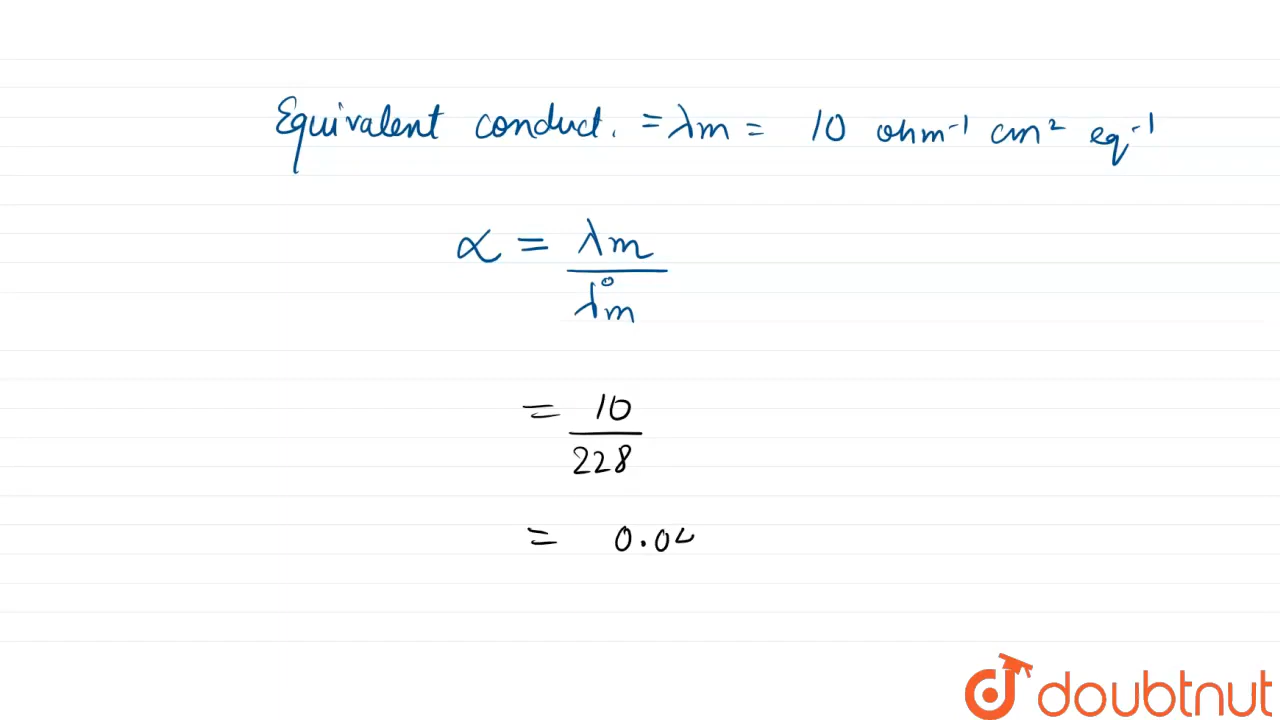 Equivalent conduct. = λm = 10 ohm⁻¹ cm² eq⁻¹
α = λm / λ°m
= 10 / 228
= 0.04
doubtnut